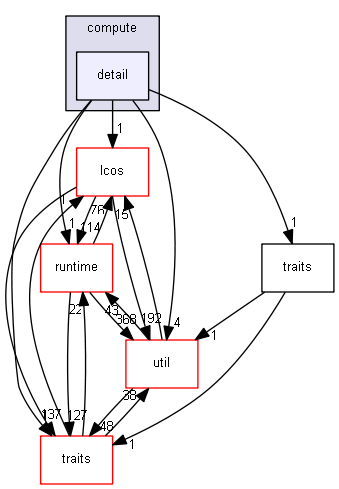 compute
detail
1
lcos
1
76
15
1
114
1
runtime
traits
22
43
368
192
4
1
util
137
127
38
48
1
traits